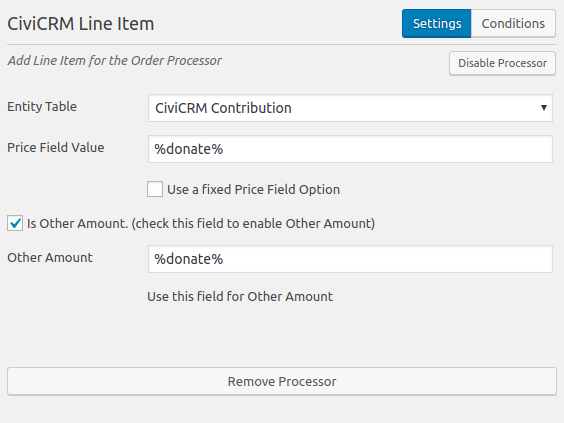 CiviCRM Line Item
Settings
Conditions
Add Line Item for the Order Processor
Disable Processor
Entity Table
CiviCRM Contribution
Price Field Value
%donate%
Use a fixed Price Field Option
Is Other Amount. (check this field to enable Other Amount)
Other Amount
%donate%
Use this field for Other Amount
Remove Processor